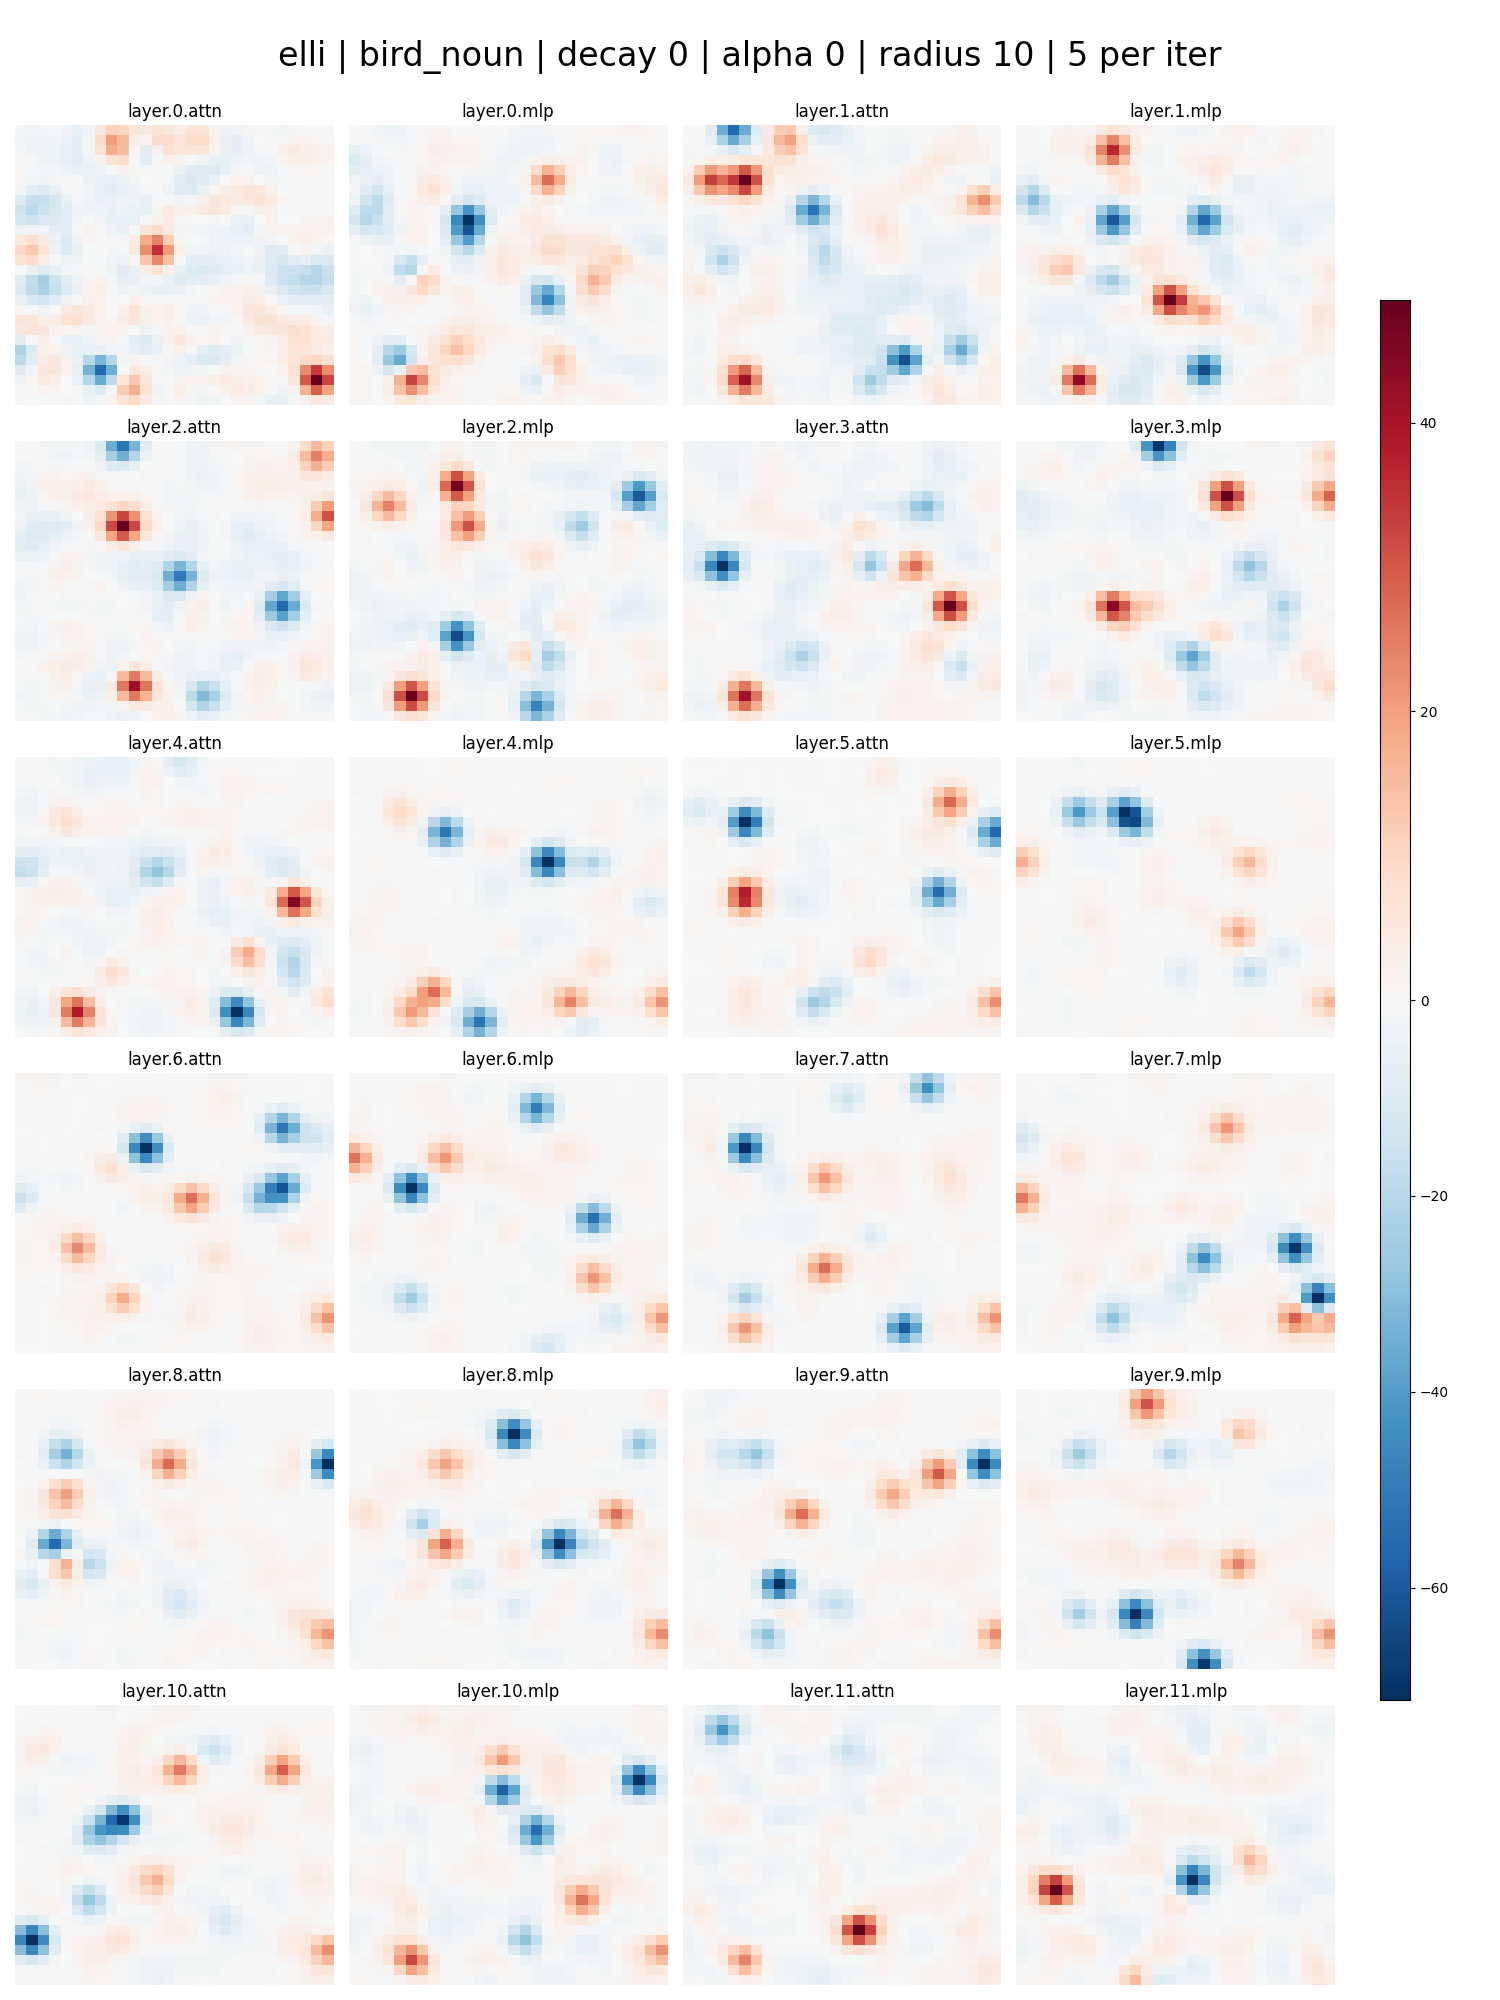 elli | bird_noun | decay 0 | alpha 0 | radius 10 | 5 per iter
layer.0.attn
layer.0.mlp
layer.1.attn
layer.1.mlp
layer.2.attn
layer.2.mlp
layer.3.attn
layer.3.mlp
layer.4.attn
layer.4.mlp
layer.5.attn
layer.5.mlp
layer.6.attn
layer.6.mlp
layer.7.attn
layer.7.mlp
layer.8.attn
layer.8.mlp
layer.9.attn
layer.9.mlp
layer.10.attn
layer.10.mlp
layer.11.attn
layer.11.mlp
40
20
0
−20
−40
−60